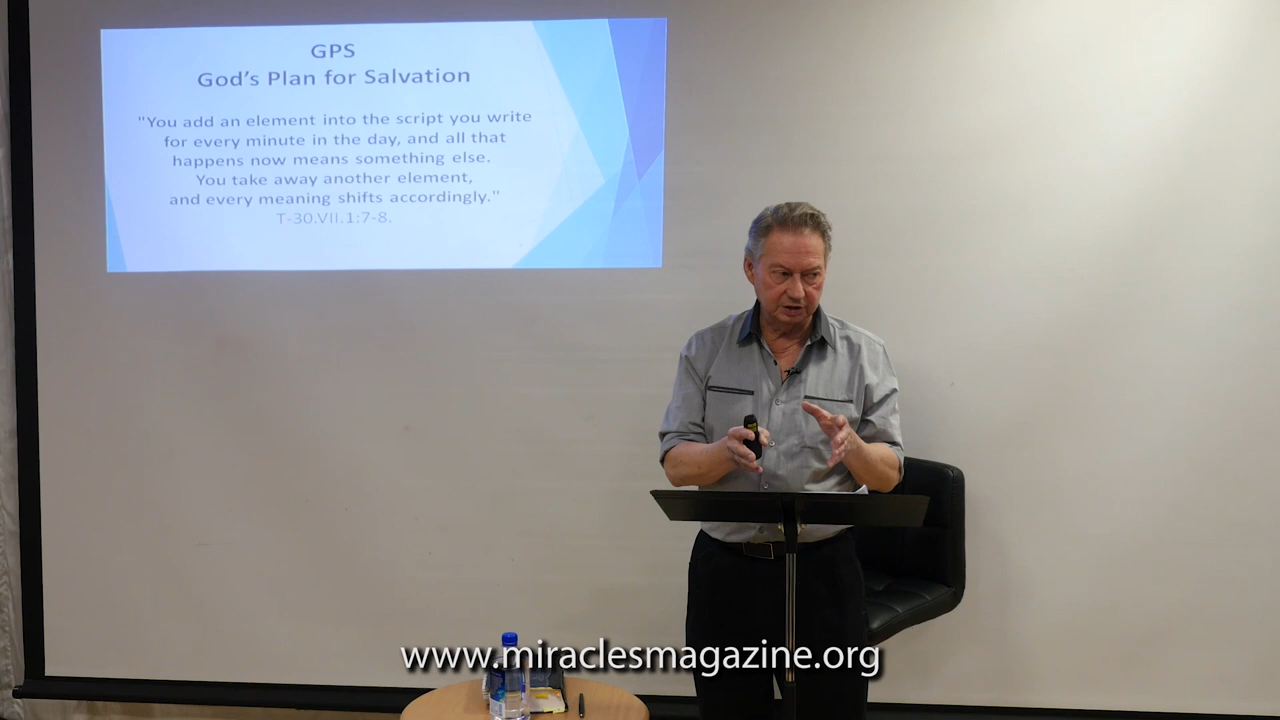 GPS
God's Plan for Salvation
"You add an element into the script you write
for every minute in the day, and all that
happens now means something else.
You take away another element,
and every meaning shifts accordingly."
T-30.VII.1:7-8.
www.miraclesmagazine.org